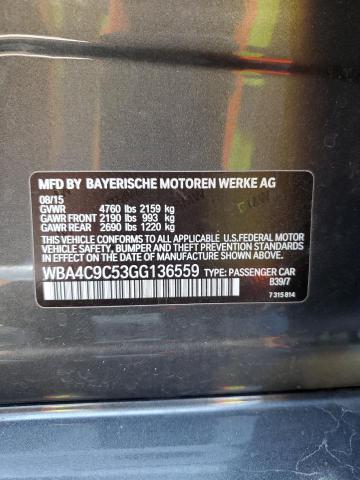 MFD BY BAYERISCHE MOTOREN WERKE AG
08/15
GVWR 4760 lbs 2159 kg
GAWR FRONT 2190 lbs 993 kg
GAWR REAR 2690 lbs 1220 kg
THIS VEHICLE CONFORMS TO ALL APPLICABLE U.S.FEDERAL MOTOR
VEHICLE SAFETY, BUMPER, AND THEFT PREVENTION STANDARDS
IN EFFECT ON THE DATE OF MANUFACTURE SHOWN ABOVE.
WBA4C9C53GG136559 TYPE: PASSENGER CAR
B39/7
7 315 814